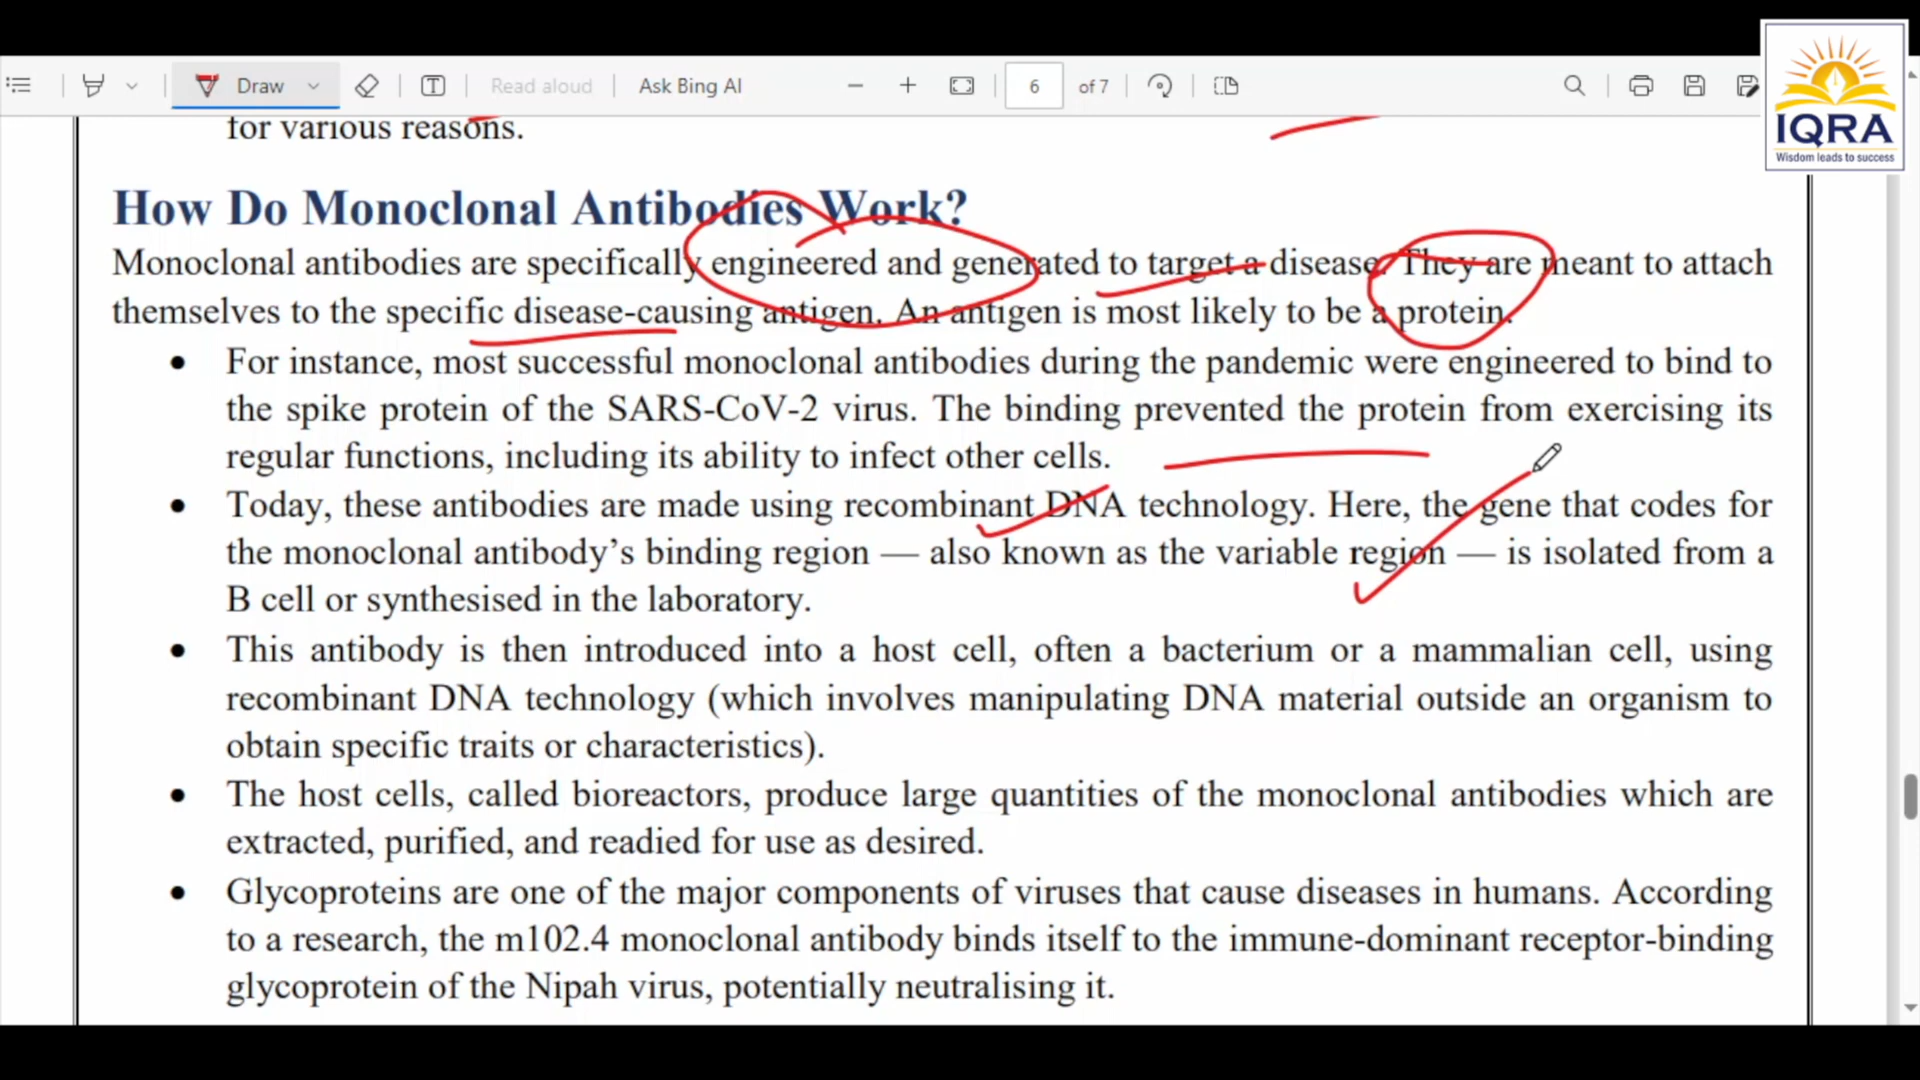 Draw
Read aloud
Ask Bing AI
6 of 7
IQRA
Wisdom leads to success
for various reasons.
How Do Monoclonal Antibodies Work?
Monoclonal antibodies are specifically engineered and generated to target a disease. They are meant to attach
themselves to the specific disease-causing antigen. An antigen is most likely to be a protein.
• For instance, most successful monoclonal antibodies during the pandemic were engineered to bind to
the spike protein of the SARS-CoV-2 virus. The binding prevented the protein from exercising its
regular functions, including its ability to infect other cells.
• Today, these antibodies are made using recombinant DNA technology. Here, the gene that codes for
the monoclonal antibody’s binding region — also known as the variable region — is isolated from a
B cell or synthesised in the laboratory.
• This antibody is then introduced into a host cell, often a bacterium or a mammalian cell, using
recombinant DNA technology (which involves manipulating DNA material outside an organism to
obtain specific traits or characteristics).
• The host cells, called bioreactors, produce large quantities of the monoclonal antibodies which are
extracted, purified, and readied for use as desired.
• Glycoproteins are one of the major components of viruses that cause diseases in humans. According
to a research, the m102.4 monoclonal antibody binds itself to the immune-dominant receptor-binding
glycoprotein of the Nipah virus, potentially neutralising it.